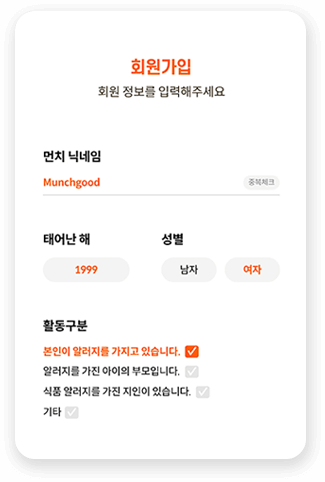 회원가입
회원 정보를 입력해주세요
먼치 닉네임
Munchgood 중복체크
태어난 해 성별
1999 남자 여자
활동구분
본인이 알러지를 가지고 있습니다.
알러지를 가진 아이의 부모입니다.
식품 알러지를 가진 지인이 있습니다.
기타